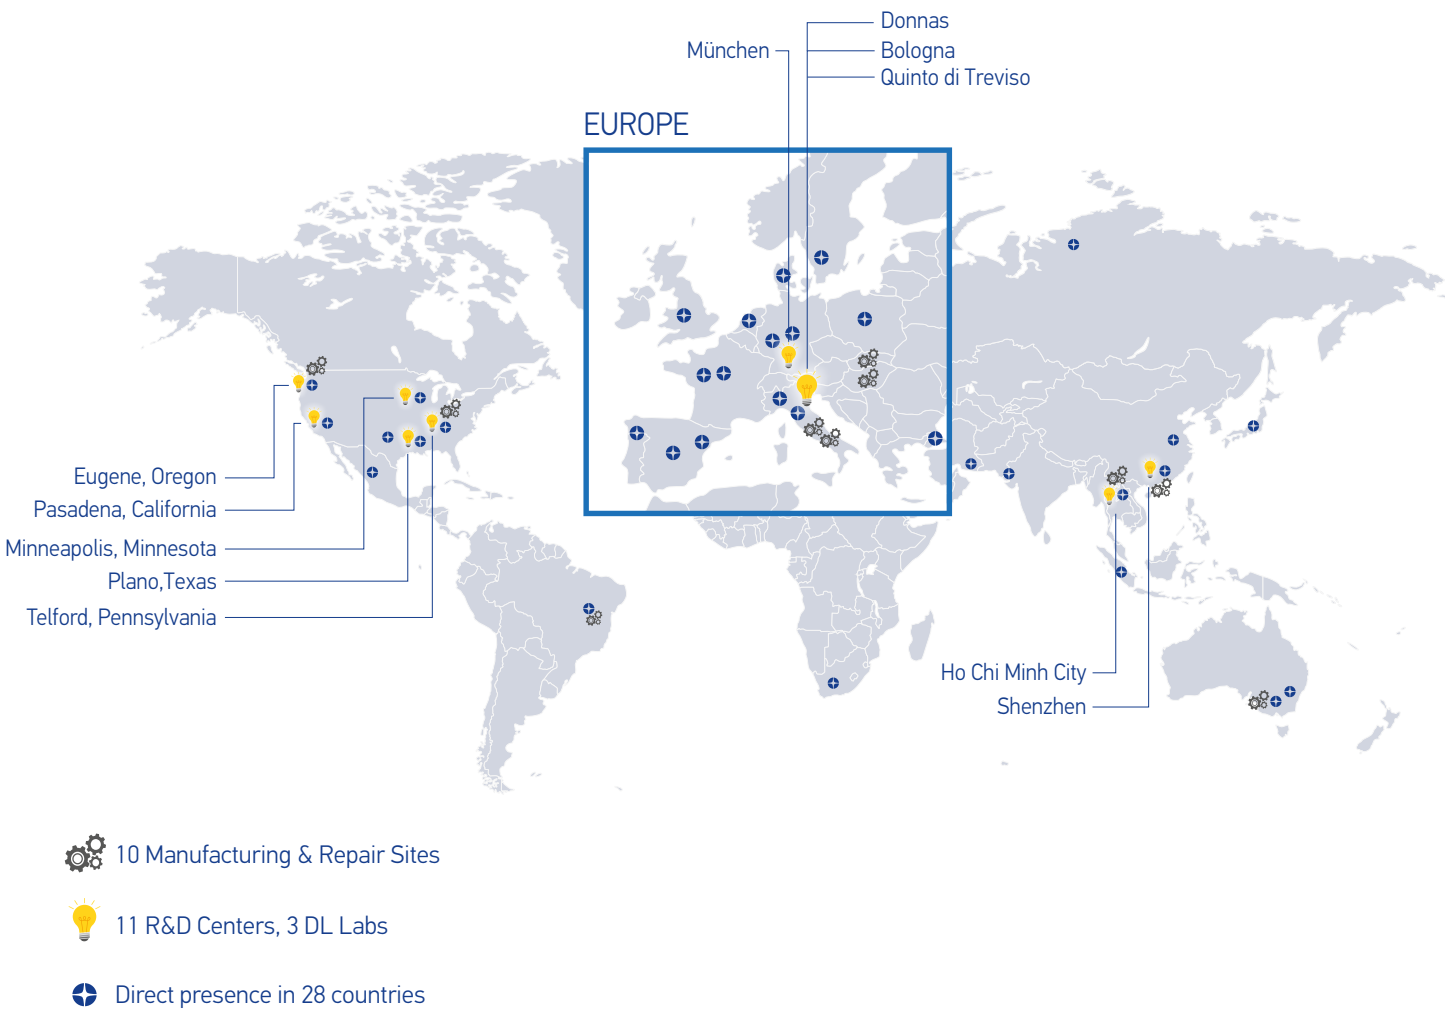 Donnas
München
Bologna
Quinto di Treviso
EUROPE
Eugene, Oregon
Pasadena, California
Minneapolis, Minnesota
Plano,Texas
Telford, Pennsylvania
Ho Chi Minh City
Shenzhen
10 Manufacturing & Repair Sites
11 R&D Centers, 3 DL Labs
Direct presence in 28 countries